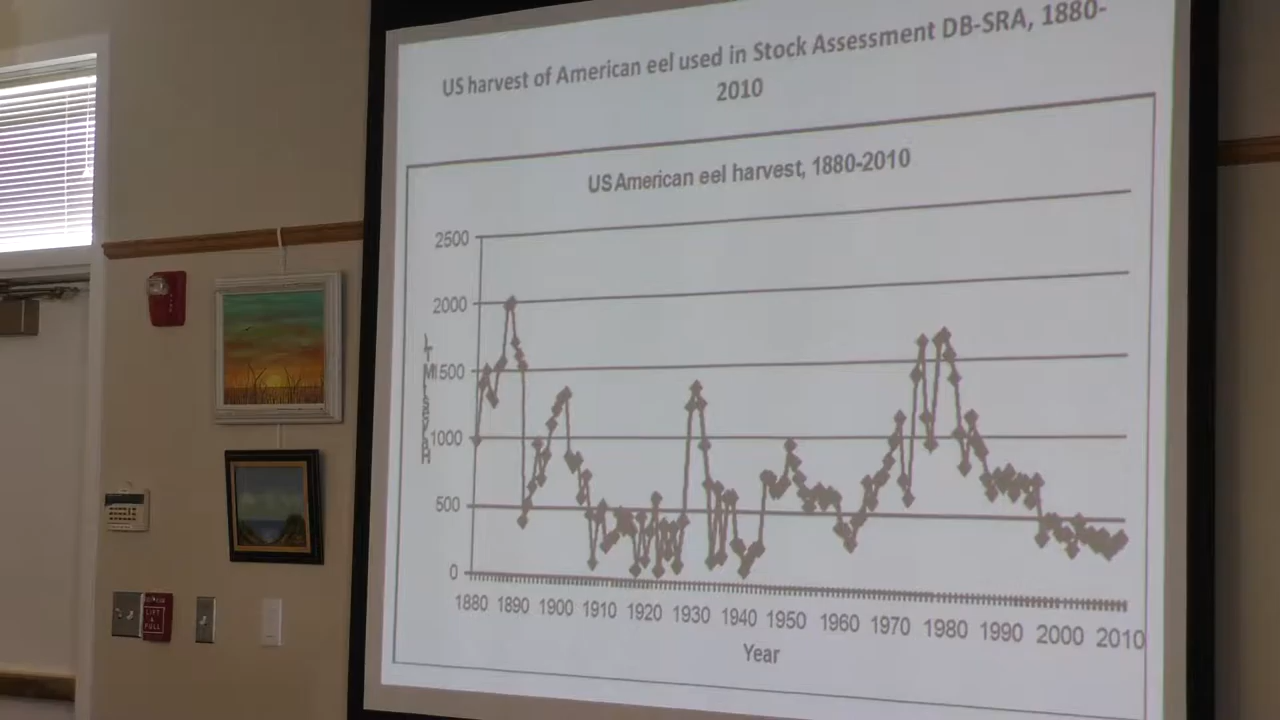 US harvest of American eel used in Stock Assessment DB-SRA, 1880-
2010
US American eel harvest, 1880-2010
2500
2000
1500
1000
500
0
1880 1890 1900 1910 1920 1930 1940 1950 1960 1970 1980 1990 2000 2010
Year